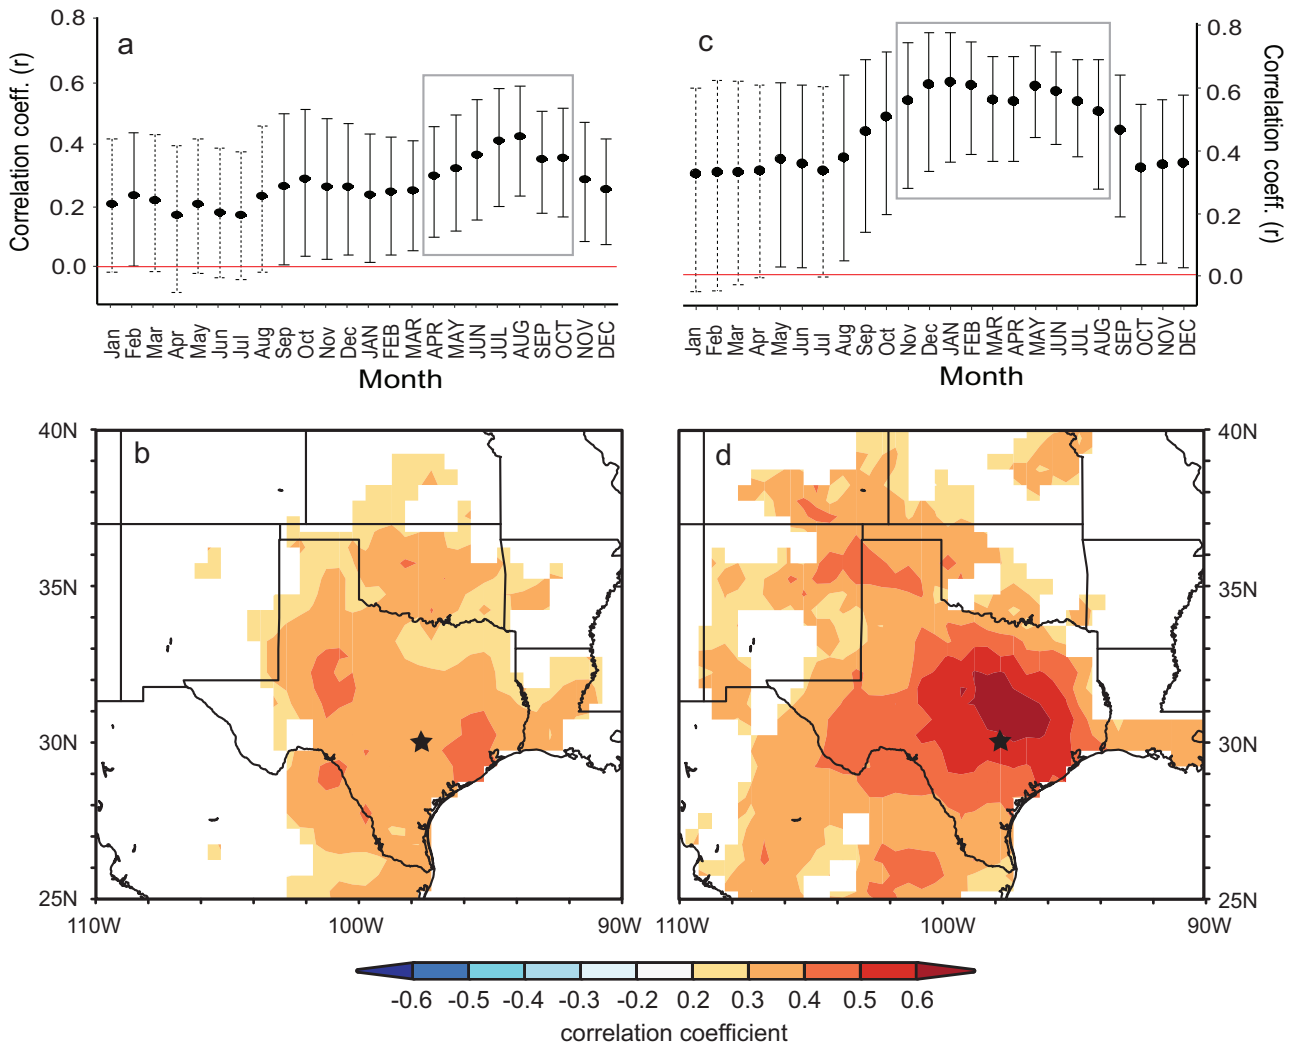 a
Correlation coeff. (r)
0.8
0.6
0.4
0.2
0.0
Jan Feb Mar Apr May Jun Jul Aug Sep Oct Nov Dec JAN FEB MAR APR MAY JUN JUL AUG SEP OCT NOV DEC
Month
c
0.8
0.6
0.4
0.2
0.0
Correlation coeff. (r)
Jan Feb Mar Apr May Jun Jul Aug Sep Oct Nov Dec JAN FEB MAR APR MAY JUN JUL AUG SEP OCT NOV DEC
Month
b
40N
35N
30N
25N
110W 100W 90W
d
40N
35N
30N
25N
110W 100W 90W
-0.6 -0.5 -0.4 -0.3 -0.2 0.2 0.3 0.4 0.5 0.6
correlation coefficient